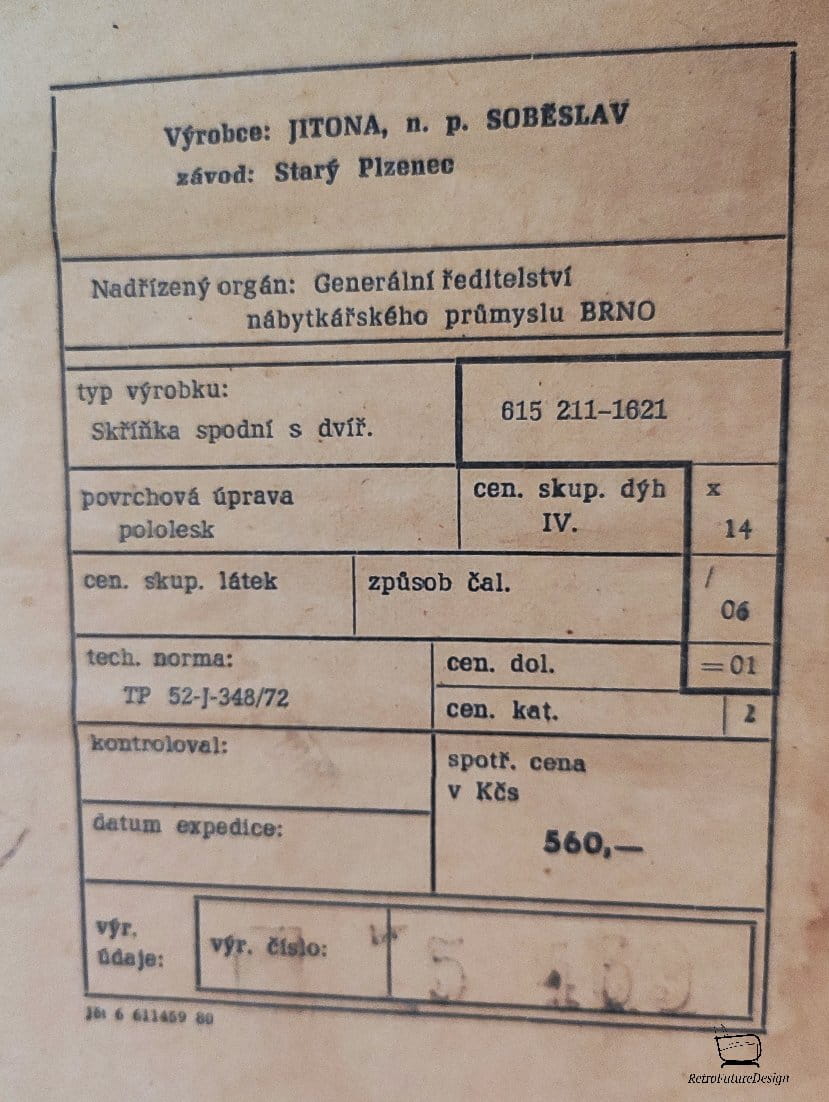 Výrobce: JITONA, n. p. SOBĚSLAV
závod: Starý Plzenec
Nadřízený orgán: Generální ředitelství
nábytkářského průmyslu BRNO
typ výrobku:
Skříňka spodní s dvíř.
615 211-1621
povrchová úprava
pololesk
cen. skup. dýh
IV.
x
14
cen. skup. látek
způsob čal.
/
06
tech. norma:
TP 52-J-348/72
cen. dol.
=01
cen. kat.
2
kontroloval:
spotř. cena
v Kčs
560,—
datum expedice:
výr.
údaje:
výr. číslo:
6 611459 80
RetroFutureDesign